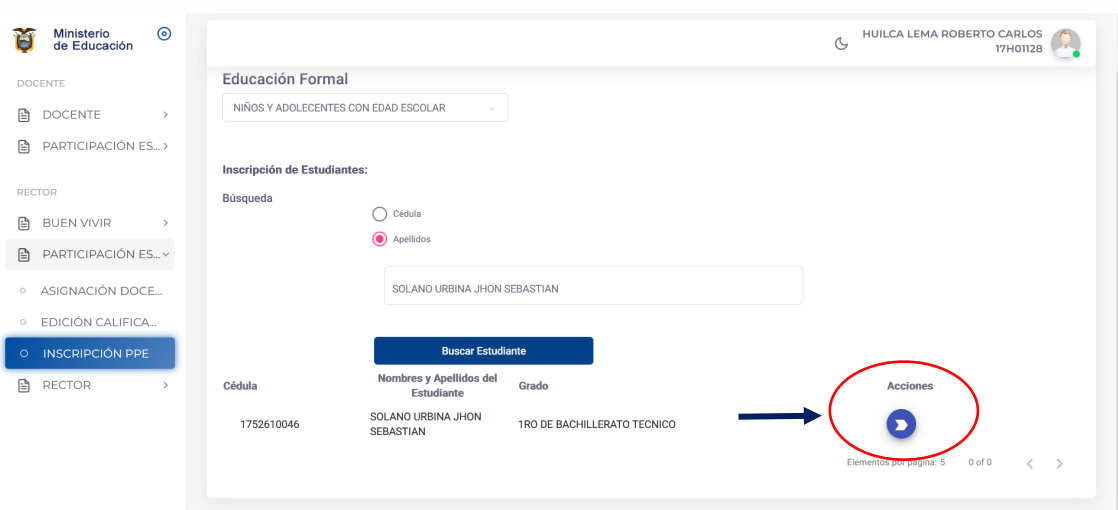 Ministerio
de Educación
DOCENTE
DOCENTE
PARTICIPACIÓN ES...
RECTOR
BUEN VIVIR
PARTICIPACIÓN ES...
ASIGNACIÓN DOCE...
EDICIÓN CALIFICA...
INSCRIPCIÓN PPE
RECTOR
HUILCA LEMA ROBERTO CARLOS
17H01128
Educación Formal
NIÑOS Y ADOLECENTES CON EDAD ESCOLAR
Inscripción de Estudiantes:
Búsqueda
Cédula
Apellidos
SOLANO URBINA JHON SEBASTIAN
Buscar Estudiante
Cédula
Nombres y Apellidos del
Estudiante
Grado
Acciones
1752610046
SOLANO URBINA JHON
SEBASTIAN
1RO DE BACHILLERATO TECNICO
Elementos por pagina: 5 0 of 0